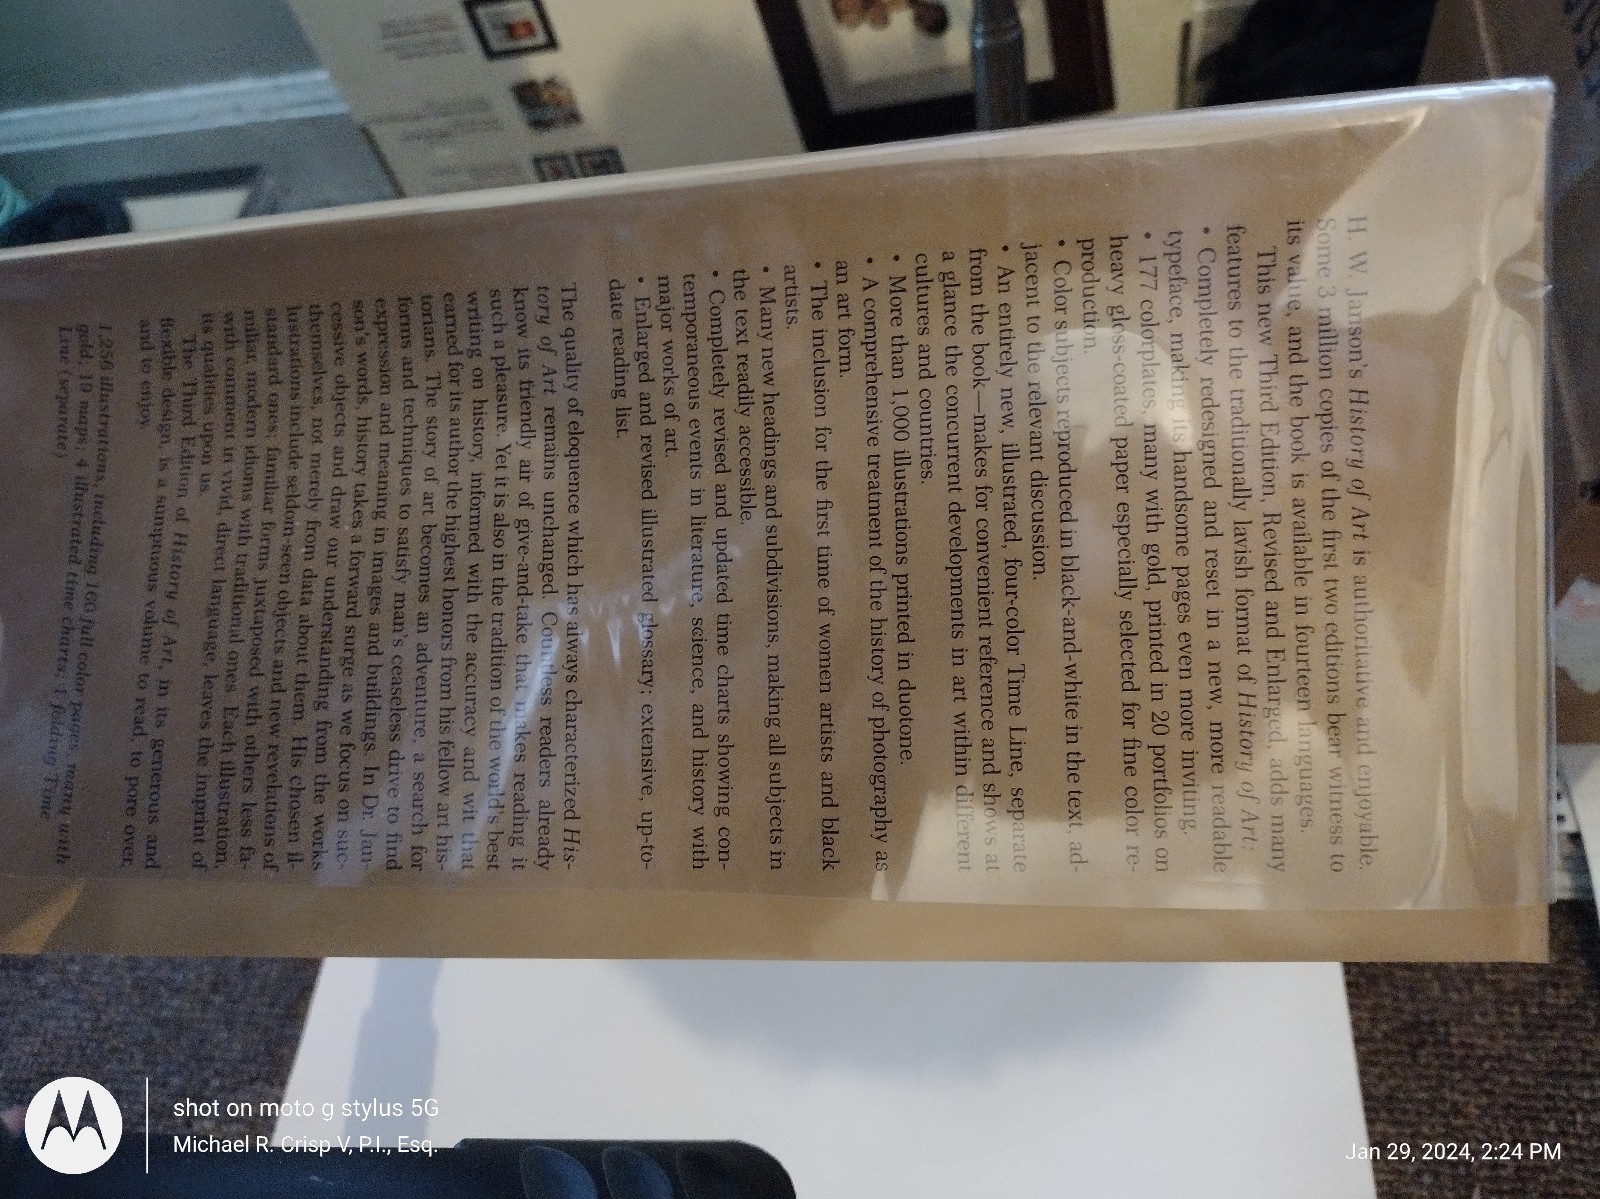 H. W. Janson's History of Art is authoritative and enjoyable.
Some 3 million copies of the first two editions bear witness to
its value, and the book is available in fourteen languages.
This new Third Edition, Revised and Enlarged, adds many
features to the traditionally lavish format of History of Art:
• Completely redesigned and reset in a new, more readable
typeface, making its handsome pages even more inviting.
• 177 colorplates, many with gold, printed in 20 portfolios on
heavy gloss-coated paper especially selected for fine color re-
production.
• Color subjects reproduced in black-and-white in the text, ad-
jacent to the relevant discussion.
• An entirely new, illustrated, four-color Time Line, separate
from the book—makes for convenient reference and shows at
a glance the concurrent developments in art within different
cultures and countries.
• More than 1,000 illustrations printed in duotone.
• A comprehensive treatment of the history of photography as
an art form.
• The inclusion for the first time of women artists and black
artists.
• Many new headings and subdivisions, making all subjects in
the text readily accessible.
• Completely revised and updated time charts showing con-
temporaneous events in literature, science, and history with
major works of art.
• Enlarged and revised illustrated glossary; extensive, up-to-
date reading list.
The quality of eloquence which has always characterized His-
tory of Art remains unchanged. Countless readers already
know its friendly air of give-and-take that makes reading it
such a pleasure. Yet it is also in the tradition of the world's best
writing on history, informed with the accuracy and wit that
earned for its author the highest honors from his fellow art his-
torians. The story of art becomes an adventure, a search for
forms and techniques to satisfy man's ceaseless drive to find
expression and meaning in images and buildings. In Dr. Jan-
son's words, history takes a forward surge as we focus on suc-
cessive objects and draw our understanding from the works
themselves, not merely from data about them. His chosen il-
lustrations include seldom-seen objects and new revelations of
standard ones; familiar forms juxtaposed with others less fa-
miliar, modern idioms with traditional ones. Each illustration,
with comment in vivid, direct language, leaves the imprint of
its qualities upon us.
The Third Edition of History of Art, in its generous and
flexible design, is a sumptuous volume to read, to pore over,
and to enjoy.
1,256 illustrations, including 160 full color pages, many with
gold, 19 maps; 4 illustrated time charts; 1 folding Time
Line (separate)
shot on moto g stylus 5G
Michael R. Crisp V, P.I., Esq.
Jan 29, 2024, 2:24 PM